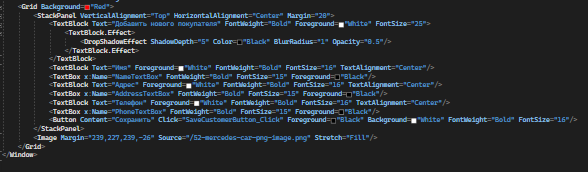 <Grid Background="Red">
<StackPanel VerticalAlignment="Top" HorizontalAlignment="Center" Margin="20">
<TextBlock Text="Добавить нового покупателя" FontWeight="Bold" Foreground="White" FontSize="25">
<TextBlock.Effect>
<DropShadowEffect ShadowDepth="5" Color="Black" BlurRadius="1" Opacity="0.5"/>
</TextBlock.Effect>
</TextBlock>
<TextBlock Text="Имя" Foreground="White" FontWeight="Bold" FontSize="16" TextAlignment="Center"/>
<TextBox x:Name="NameTextBox" FontWeight="Bold" FontSize="15" Foreground="Black"/>
<TextBlock Text="Адрес" Foreground="White" FontWeight="Bold" FontSize="16" TextAlignment="Center"/>
<TextBox x:Name="AddressTextBox" FontWeight="Bold" FontSize="15" Foreground="Black"/>
<TextBlock Text="Телефон" Foreground="White" FontWeight="Bold" FontSize="16" TextAlignment="Center"/>
<TextBox x:Name="PhoneTextBox" FontWeight="Bold" FontSize="15" Foreground="Black"/>
<Button Content="Сохранить" Click="SaveCustomerButton_Click" Foreground="Black" Background="White" FontWeight="Bold" FontSize="16"/>
</StackPanel>
<Image Margin="239,227,239,-26" Source="/52-mercedes-car-png-image.png" Stretch="Fill"/>
</Grid>
</Window>